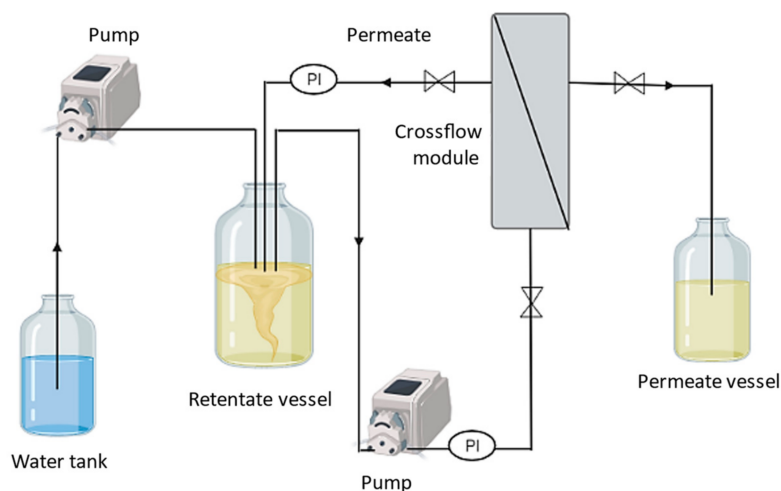 Pump
Permeate
PI
Crossflow
module
Retentate vessel
Permeate vessel
Water tank
PI
Pump